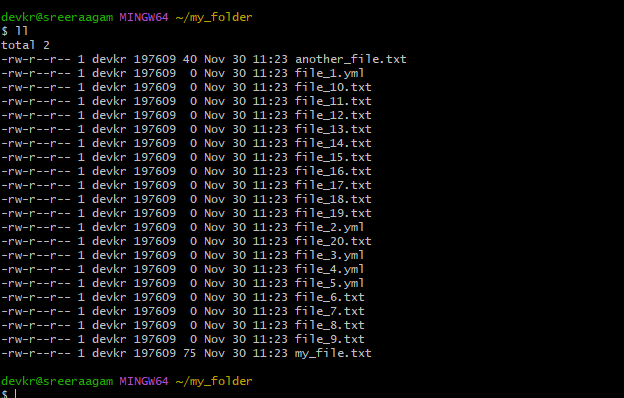 devkr@sreeraagam MINGW64 ~/my_folder
$ ll
total 2
-rw-r--r-- 1 devkr 197609 40 Nov 30 11:23 another_file.txt
-rw-r--r-- 1 devkr 197609  0 Nov 30 11:23 file_1.yml
-rw-r--r-- 1 devkr 197609  0 Nov 30 11:23 file_10.txt
-rw-r--r-- 1 devkr 197609  0 Nov 30 11:23 file_11.txt
-rw-r--r-- 1 devkr 197609  0 Nov 30 11:23 file_12.txt
-rw-r--r-- 1 devkr 197609  0 Nov 30 11:23 file_13.txt
-rw-r--r-- 1 devkr 197609  0 Nov 30 11:23 file_14.txt
-rw-r--r-- 1 devkr 197609  0 Nov 30 11:23 file_15.txt
-rw-r--r-- 1 devkr 197609  0 Nov 30 11:23 file_16.txt
-rw-r--r-- 1 devkr 197609  0 Nov 30 11:23 file_17.txt
-rw-r--r-- 1 devkr 197609  0 Nov 30 11:23 file_18.txt
-rw-r--r-- 1 devkr 197609  0 Nov 30 11:23 file_19.txt
-rw-r--r-- 1 devkr 197609  0 Nov 30 11:23 file_2.yml
-rw-r--r-- 1 devkr 197609  0 Nov 30 11:23 file_20.txt
-rw-r--r-- 1 devkr 197609  0 Nov 30 11:23 file_3.yml
-rw-r--r-- 1 devkr 197609  0 Nov 30 11:23 file_4.yml
-rw-r--r-- 1 devkr 197609  0 Nov 30 11:23 file_5.yml
-rw-r--r-- 1 devkr 197609  0 Nov 30 11:23 file_6.txt
-rw-r--r-- 1 devkr 197609  0 Nov 30 11:23 file_7.txt
-rw-r--r-- 1 devkr 197609  0 Nov 30 11:23 file_8.txt
-rw-r--r-- 1 devkr 197609  0 Nov 30 11:23 file_9.txt
-rw-r--r-- 1 devkr 197609 75 Nov 30 11:23 my_file.txt
devkr@sreeraagam MINGW64 ~/my_folder
$